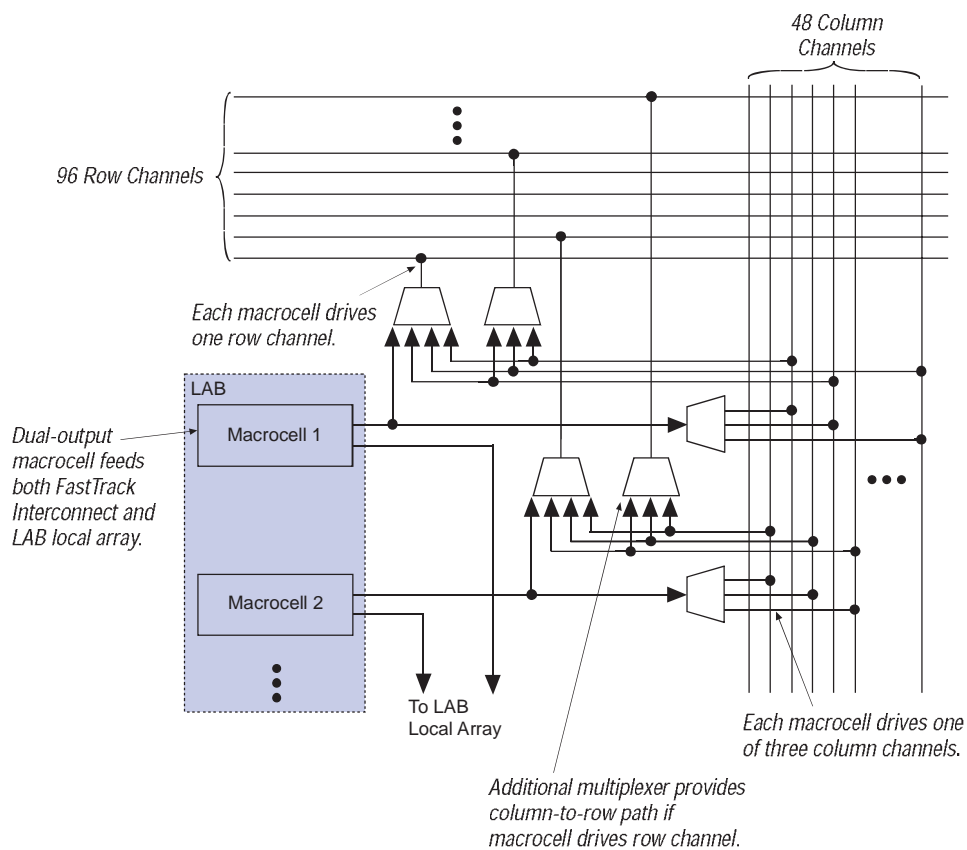 48 Column
Channels
96 Row Channels
Each macrocell drives
one row channel.
LAB
Macrocell 1
Dual-output
macrocell feeds
both FastTrack
Interconnect and
LAB local array.
Macrocell 2
To LAB
Local Array
Each macrocell drives one
of three column channels.
Additional multiplexer provides
column-to-row path if
macrocell drives row channel.